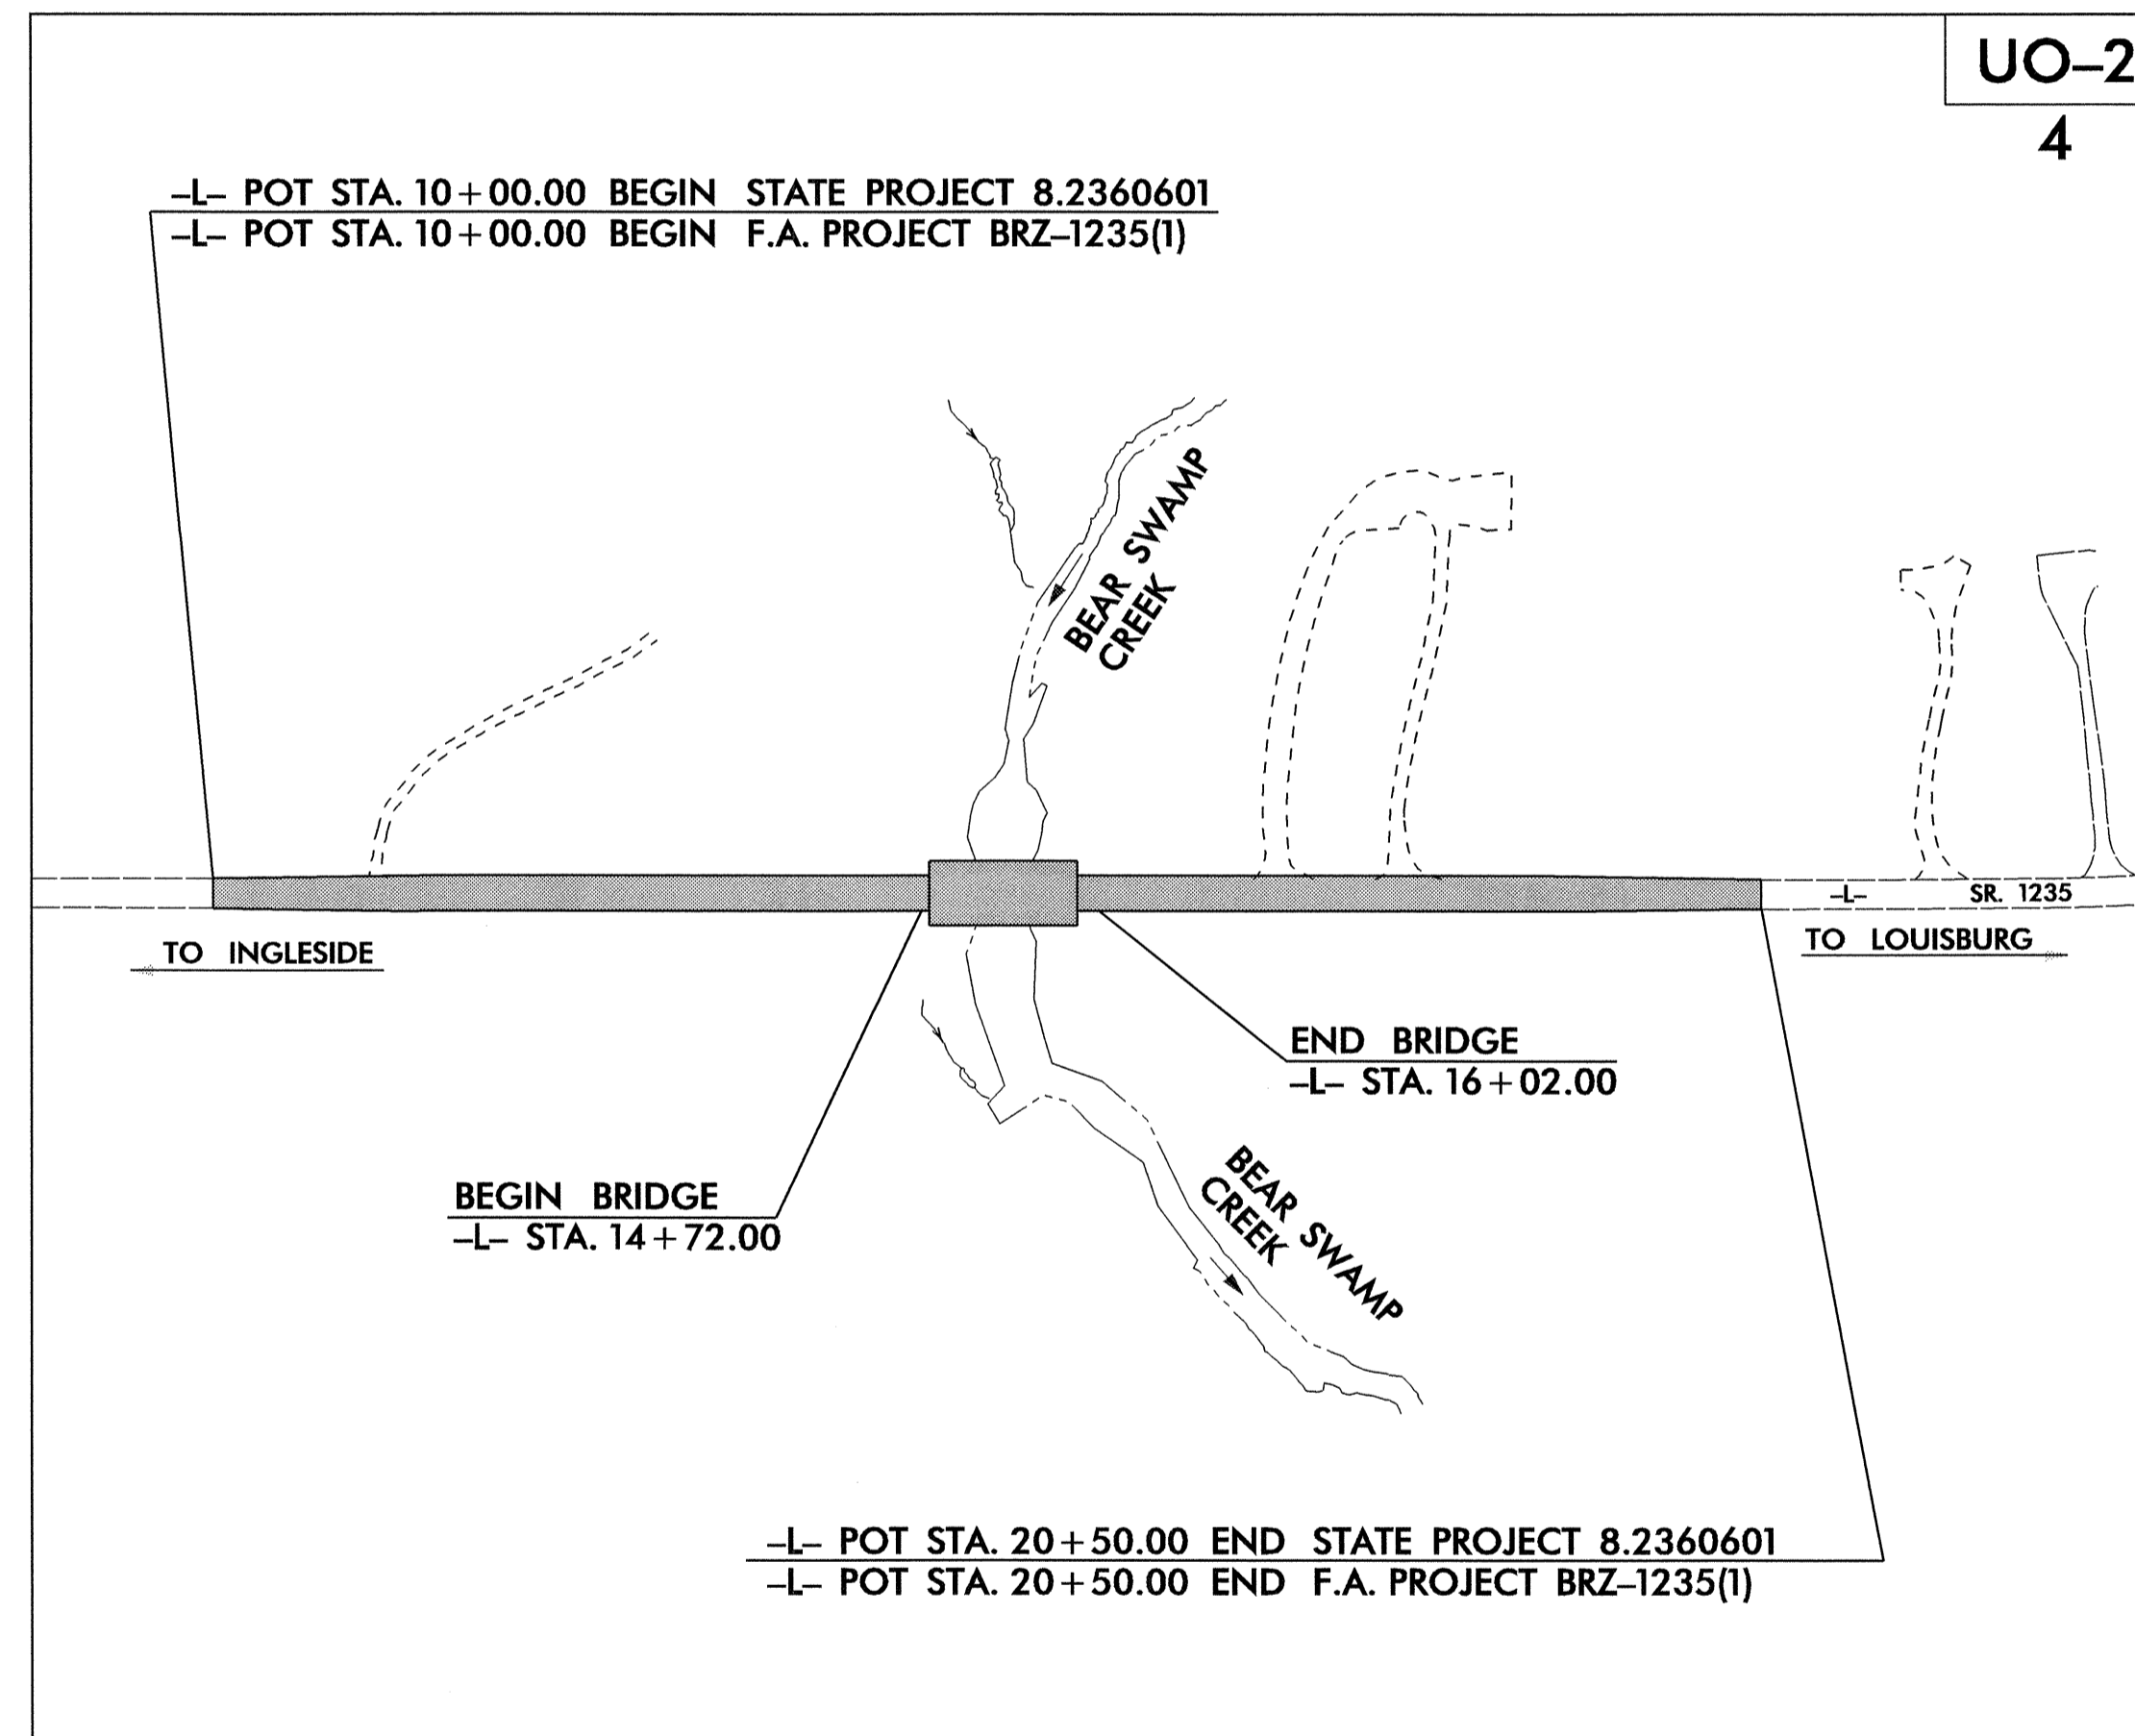 UO–2
4
–L– POT STA. 10+00.00 BEGIN STATE PROJECT 8.2360601
–L– POT STA. 10+00.00 BEGIN F.A. PROJECT BRZ–1235(1)
BEAR SWAMP
CREEK
–L– SR. 1235
TO INGLESIDE
TO LOUISBURG
END BRIDGE
–L– STA. 16+02.00
BEGIN BRIDGE
–L– STA. 14+72.00
BEAR SWAMP
CREEK
–L– POT STA. 20+50.00 END STATE PROJECT 8.2360601
–L– POT STA. 20+50.00 END F.A. PROJECT BRZ–1235(1)